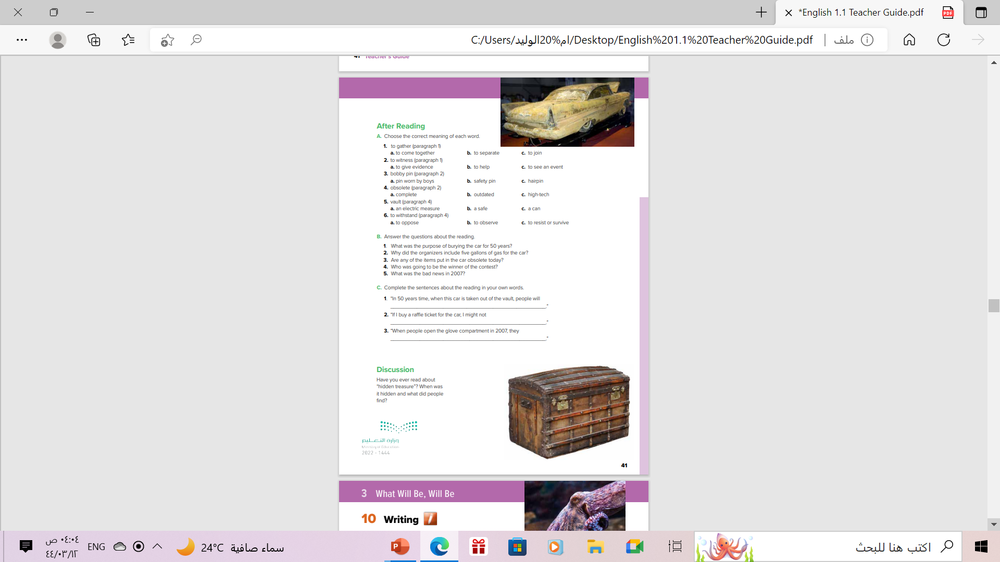 *English 1.1 Teacher Guide.pdf
C:/Users/ام%20الوليد/Desktop/English%201.1%20Teacher%20Guide.pdf
ملف
41 Teacher's Guide
After Reading
A. Choose the correct meaning of each word.
1. to gather (paragraph 1)
a. to come together b. to separate c. to join
2. to witness (paragraph 1)
a. to give evidence b. to help c. to see an event
3. bobby pin (paragraph 2)
a. pin worn by boys b. safety pin c. hairpin
4. obsolete (paragraph 2)
a. complete b. outdated c. high-tech
5. vault (paragraph 4)
a. an electric measure b. a safe c. a can
6. to withstand (paragraph 4)
a. to oppose b. to observe c. to resist or survive
B. Answer the questions about the reading.
1. What was the purpose of burying the car for 50 years?
2. Why did the organizers include five gallons of gas for the car?
3. Are any of the items put in the car obsolete today?
4. Who was going to be the winner of the contest?
5. What was the bad news in 2007?
C. Complete the sentences about the reading in your own words.
1. “In 50 years time, when this car is taken out of the vault, people will
.”
2. “If I buy a raffle ticket for the car, I might not
.”
3. “When people open the glove compartment in 2007, they
.”
Discussion
Have you ever read about
“hidden treasure”? When was
it hidden and what did people
find?
وزارة التعليم
Ministry of Education
2022 - 1444
41
3 What Will Be, Will Be
10 Writing
٠٤:٠٤ ص
٤٤/٠٣/١٢
ENG
24°C سماء صافية
اكتب هنا للبحث